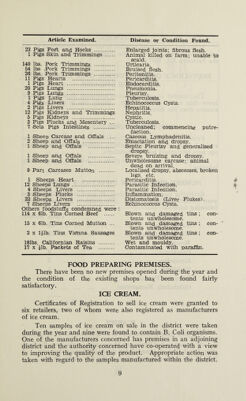 Article Examined. Disease or Condition Found.
23 Pigs Feet and Hocks Enlarged joints; fibrous flesh.
1 Pigs Skin and Trimmings Animal killed on farm; unable to scald.
148 lbs. Pork Trimmings Urticaria.
54 lbs. Pork Trimmings Bruised flesh.
26 lbs. Pork Trimmings Peritonitis.
11 Pigs Hearts Pericarditis.
1 Pigs Heart Endocarditis.
20 Pigs Lungs Pneumonia.
9 Pigs Lungs Pleurisy.
1 Pigs Lung Tuberculosis.
4 Pigs Livers Echinococcus Cysts.
2 Pigs Livers Hepatitis.
12 Pigs Kidneys and Trimmings Nephritis.
5 Pigs Kidneys Cystic.
3 Pigs Plucks and Mesentery Tuberculosis.
7 Sets Pigs Intestines Uncleaned; commencing putrefaction.
1 Sheep Carcase and Offals Caseous Lymphadenitis.
2 Sheep and Offals Emaciation and dropsy.
1 Sheep and Offals Septic Pleurisy and generalised dropsy.
1 Sheep and Offals Severe bruising and dropsy.
1 Sheep and Offals Unwholesome carcase; animal dead on arrival.
9 Part Carcases Mutton Localised dropsy, abscesses, broken legs, etc.
1 Sheeps Heart Pericarditis.
12 Sheeps Lungs Parasitic Infection.
4 Sheeps Livers Parasitic Infection.
3 Sheeps Plucks Inflammation.
22 Sheeps Livers Distomatosis (Liver Flukes).
7 Sheeps Livers Echinococcus Cysts.
Others foodstuffs condemned were:
114 x 6lb. Tins Corned Beef Blown and damaged tins; contents unwholesome.
15 x 6lb. Tins Corned Mutton Blown and damaged tins; contents unwholesome.
3 x 1½lb. Tins Vienna Sausages Blown and damaged tins; contents unwholesome.
16lbs. Californian Raisins Wet and mouldy.
17 x ¼lb. Packets of Tea Contaminated with paraffin.
FOOD PREPARING PREMISES.
There have been no new premises opened during the year and
the condition of the existing shops has been found fairly
satisfactory.
ICE CREAM.
Certificates of Registration to sell ice cream were granted to
six retailers, two of whom were also registered as manufacturers
of ice cream.
Ten samples of ice cream on sale in the district were taken
during the year and nine were found to contain B. Coli organisms.
One of the manufacturers concerned has premises in an adjoining
district and the authority concerned have co-operated with a view
to improving the quality of the product. Appropriate action was
taken with regard to the samples manufactured within the district.
9